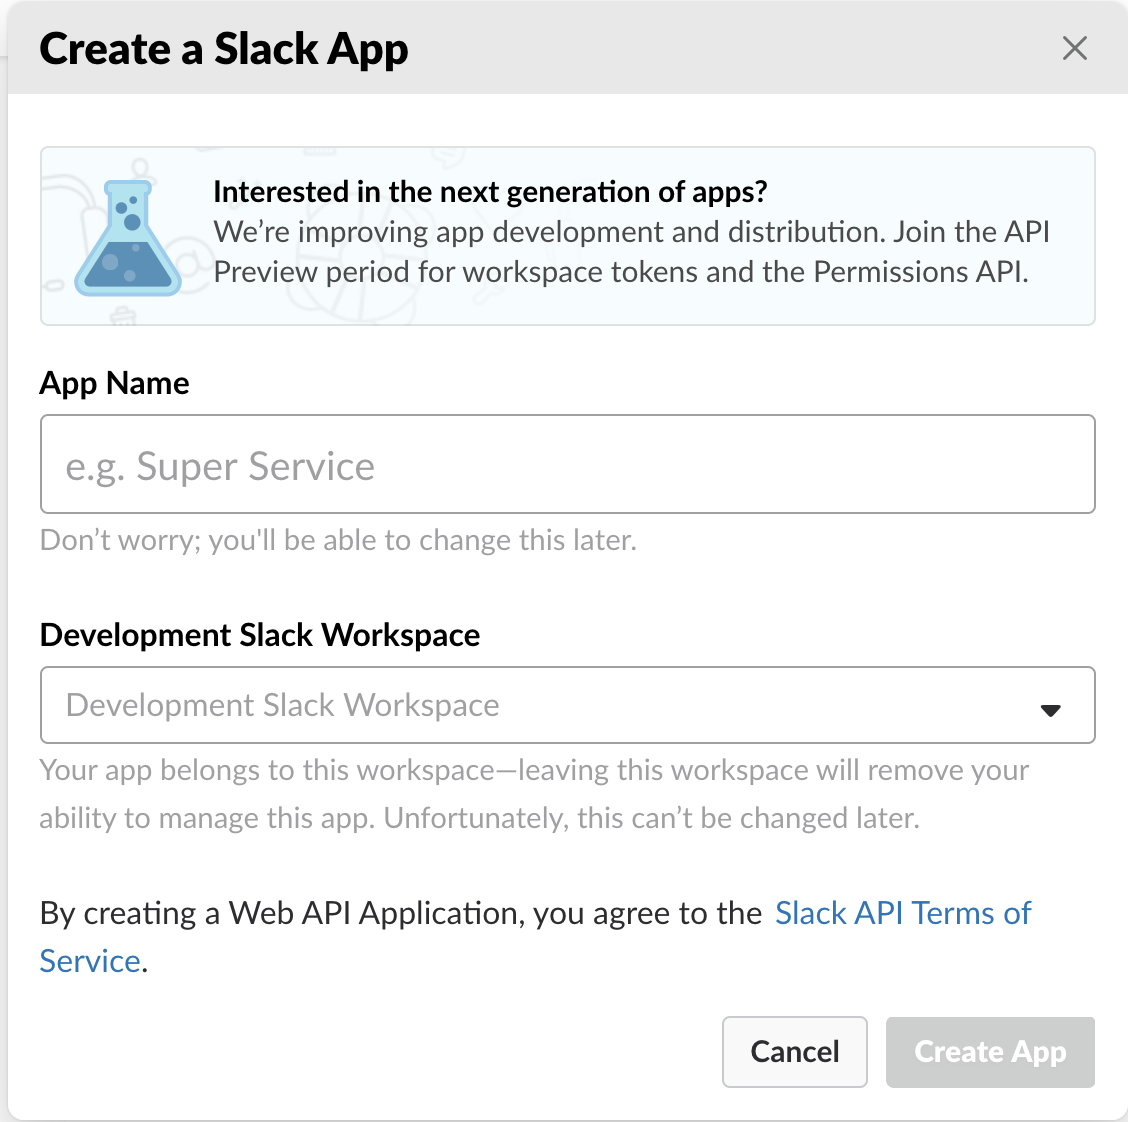 Create a Slack App
Interested in the next generation of apps?
We’re improving app development and distribution. Join the API
Preview period for workspace tokens and the Permissions API.
App Name
e.g. Super Service
Don’t worry; you'll be able to change this later.
Development Slack Workspace
Development Slack Workspace
Your app belongs to this workspace—leaving this workspace will remove your
ability to manage this app. Unfortunately, this can’t be changed later.
By creating a Web API Application, you agree to the Slack API Terms of
Service.
Cancel
Create App